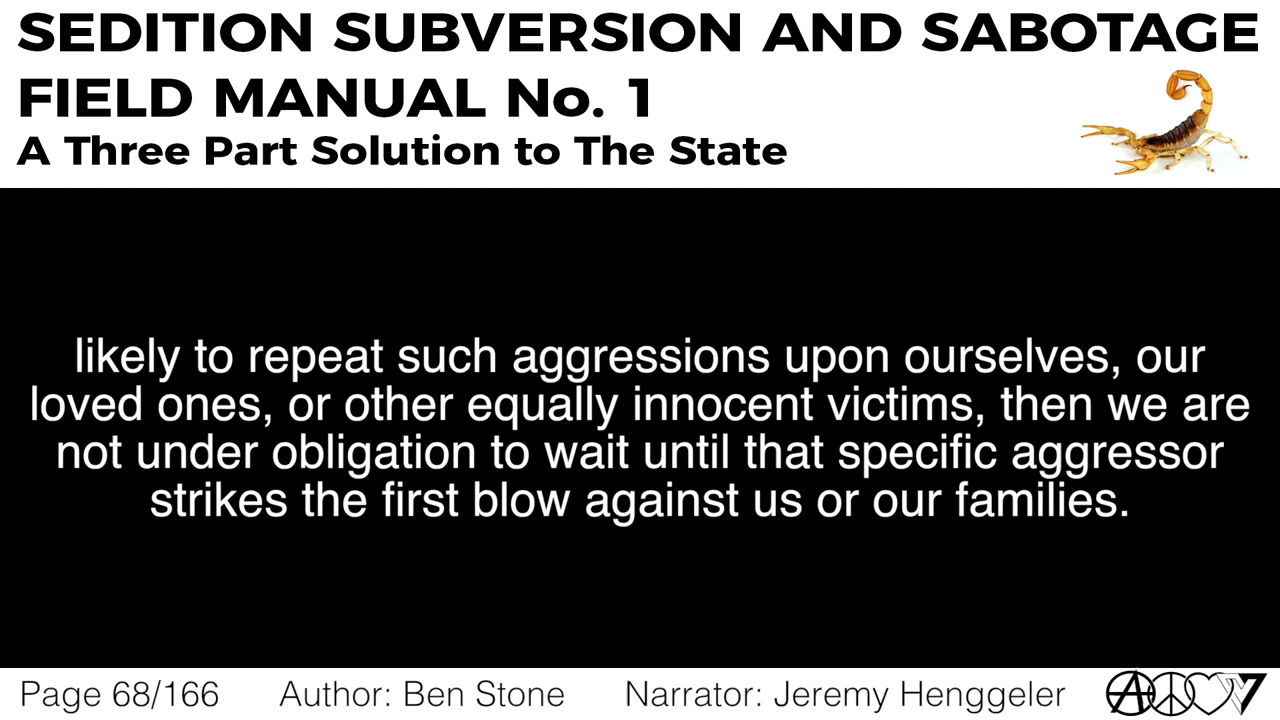 SEDITION SUBVERSION AND SABOTAGE
FIELD MANUAL No. 1
A Three Part Solution to The State
likely to repeat such aggressions upon ourselves, our
loved ones, or other equally innocent victims, then we are
not under obligation to wait until that specific aggressor
strikes the first blow against us or our families.
Page 68/166 Author: Ben Stone Narrator: Jeremy Henggeler